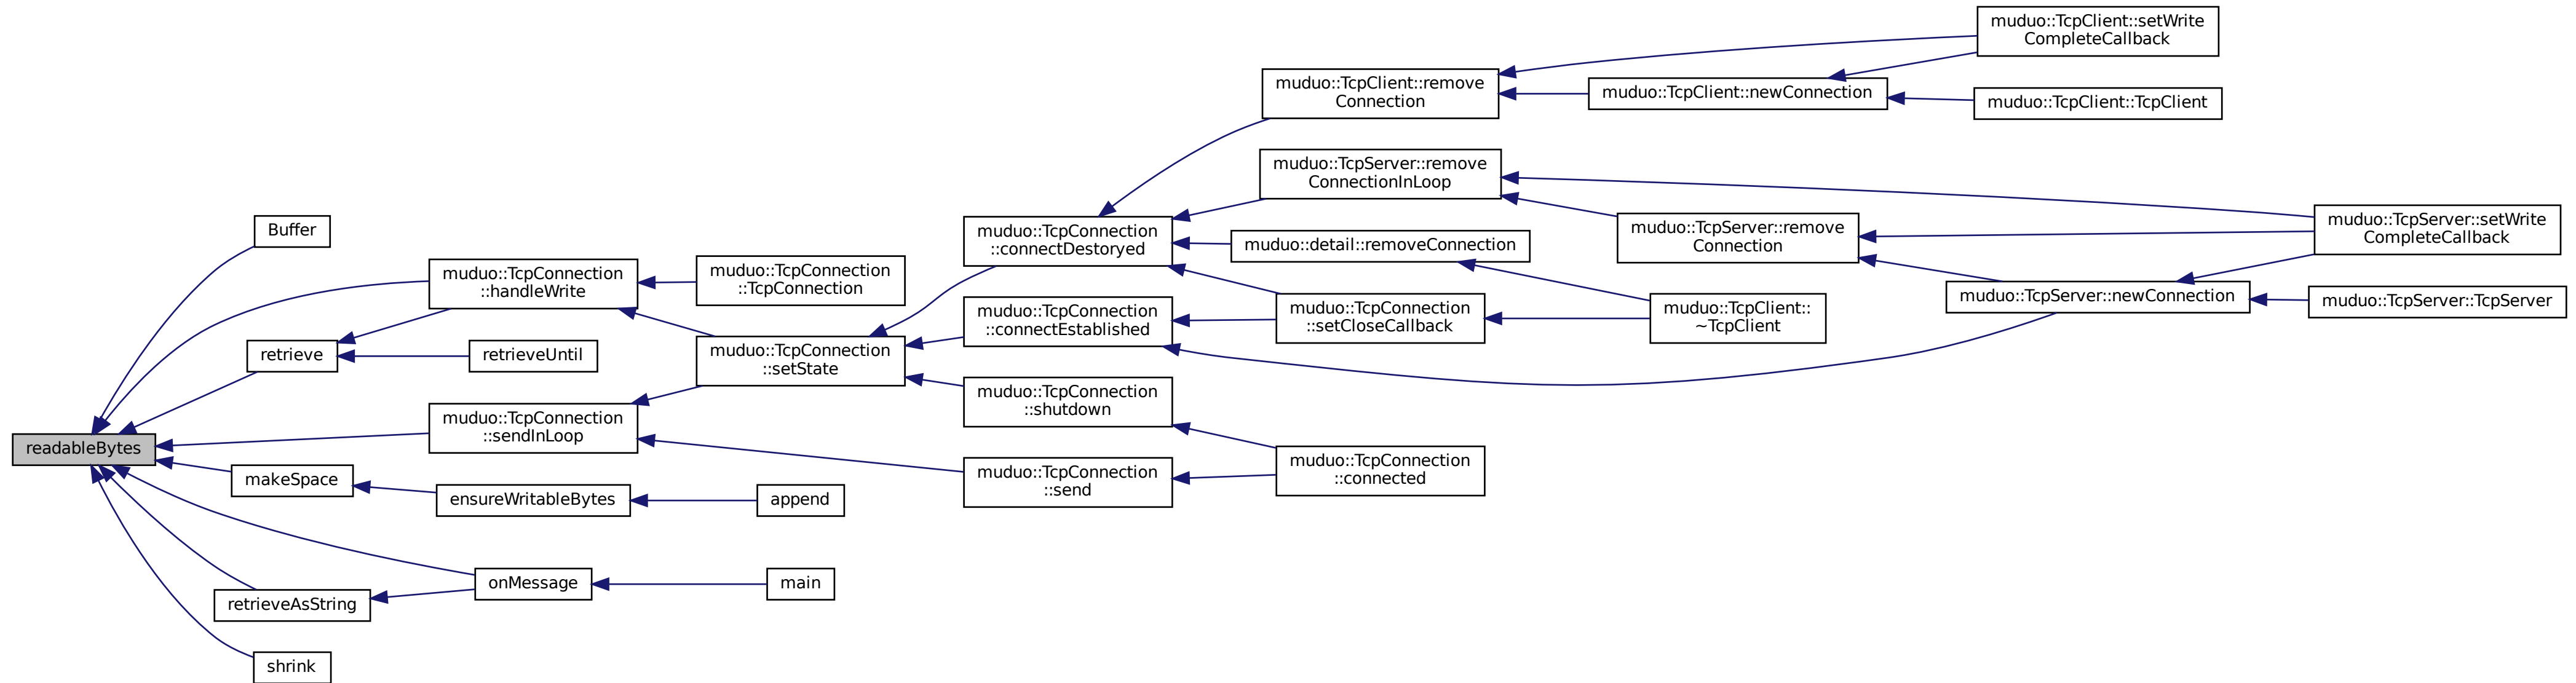 muduo::TcpClient::setWrite
CompleteCallback
muduo::TcpClient::remove
Connection
muduo::TcpClient::newConnection
muduo::TcpClient::TcpClient
muduo::TcpServer::remove
ConnectionInLoop
Buffer
muduo::TcpConnection
::connectDestoryed
muduo::detail::removeConnection
muduo::TcpServer::remove
Connection
muduo::TcpServer::setWrite
CompleteCallback
muduo::TcpConnection
::handleWrite
muduo::TcpConnection
::TcpConnection
muduo::TcpConnection
::connectEstablished
muduo::TcpConnection
::setCloseCallback
muduo::TcpClient::
~TcpClient
muduo::TcpServer::newConnection
muduo::TcpServer::TcpServer
retrieve
retrieveUntil
muduo::TcpConnection
::setState
muduo::TcpConnection
::shutdown
readableBytes
muduo::TcpConnection
::sendInLoop
muduo::TcpConnection
::send
muduo::TcpConnection
::connected
makeSpace
ensureWritableBytes
append
onMessage
main
retrieveAsString
shrink